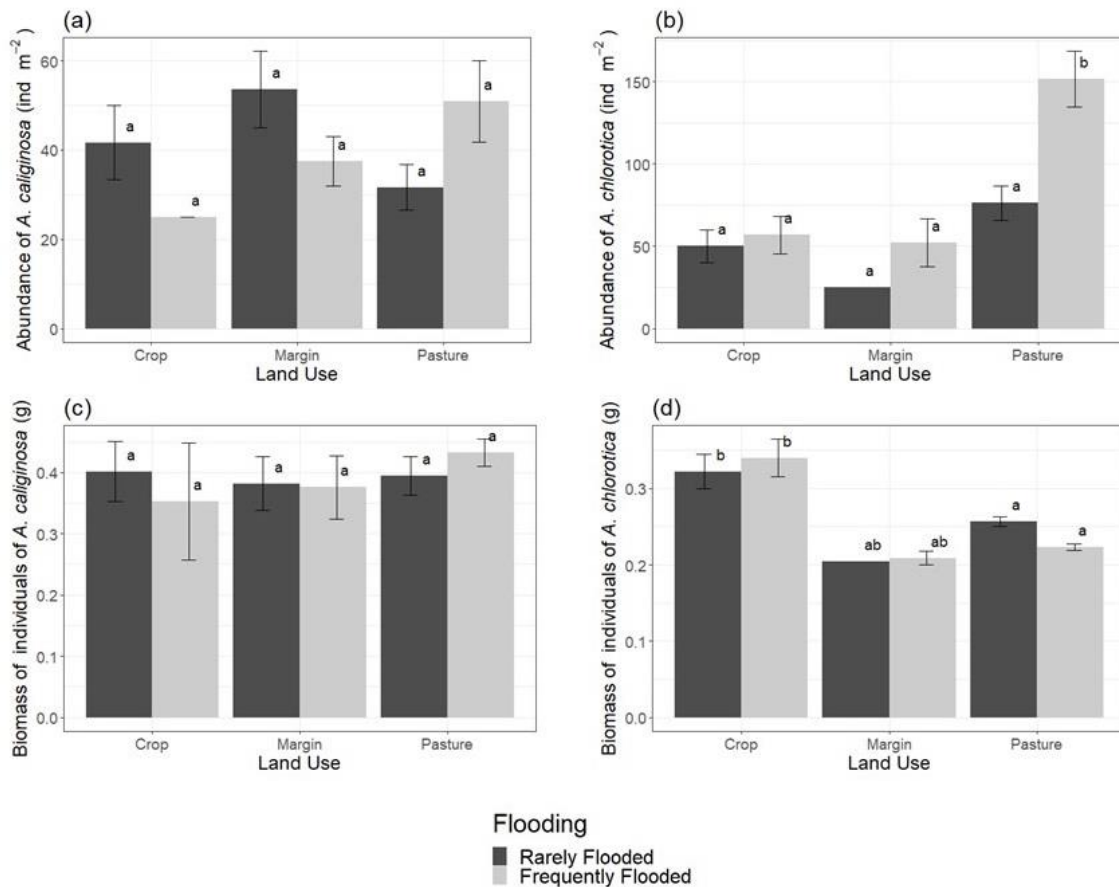 (a)
Abundance of A. caliginosa (ind m⁻²)
60
40
20
0
a
a
a
a
a
a
Crop
Margin
Pasture
Land Use
(b)
Abundance of A. chlorotica (ind m⁻²)
150
100
50
0
a
a
a
a
a
b
Crop
Margin
Pasture
Land Use
(c)
Biomass of individuals of A. caliginosa (g)
0.4
0.3
0.2
0.1
0.0
a
a
a
a
a
a
Crop
Margin
Pasture
Land Use
(d)
Biomass of individuals of A. chlorotica (g)
0.3
0.2
0.1
0.0
b
b
ab
ab
a
a
Crop
Margin
Pasture
Land Use
Flooding
Rarely Flooded
Frequently Flooded